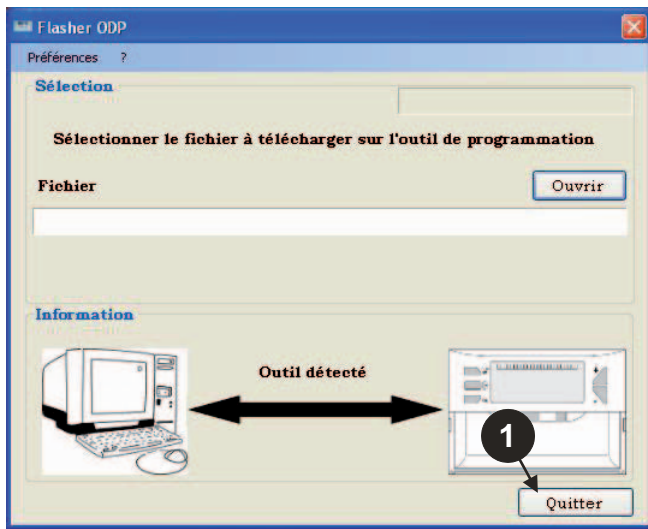 Flasher ODP
Préférences ?
Sélection
Sélectionner le fichier à télécharger sur l'outil de programmation
Fichier
Ouvrir
Information
Outil détecté
1
Quitter